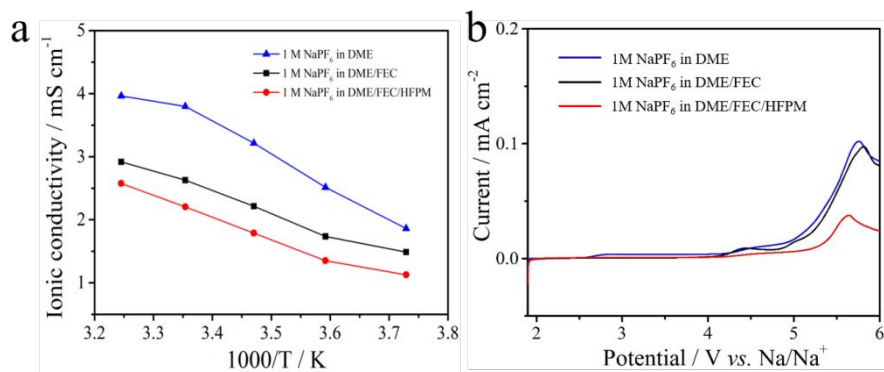 a
Ionic conductivity / mS cm⁻¹
5
4
3
2
1
1 M NaPF₆ in DME
1 M NaPF₆ in DME/FEC
1 M NaPF₆ in DME/FEC/HFPM
3.2 3.3 3.4 3.5 3.6 3.7 3.8
1000/T / K
b
Current / mA cm⁻²
0.2
0.1
0.0
1M NaPF₆ in DME
1M NaPF₆ in DME/FEC
1M NaPF₆ in DME/FEC/HFPM
2 3 4 5 6
Potential / V vs. Na/Na⁺